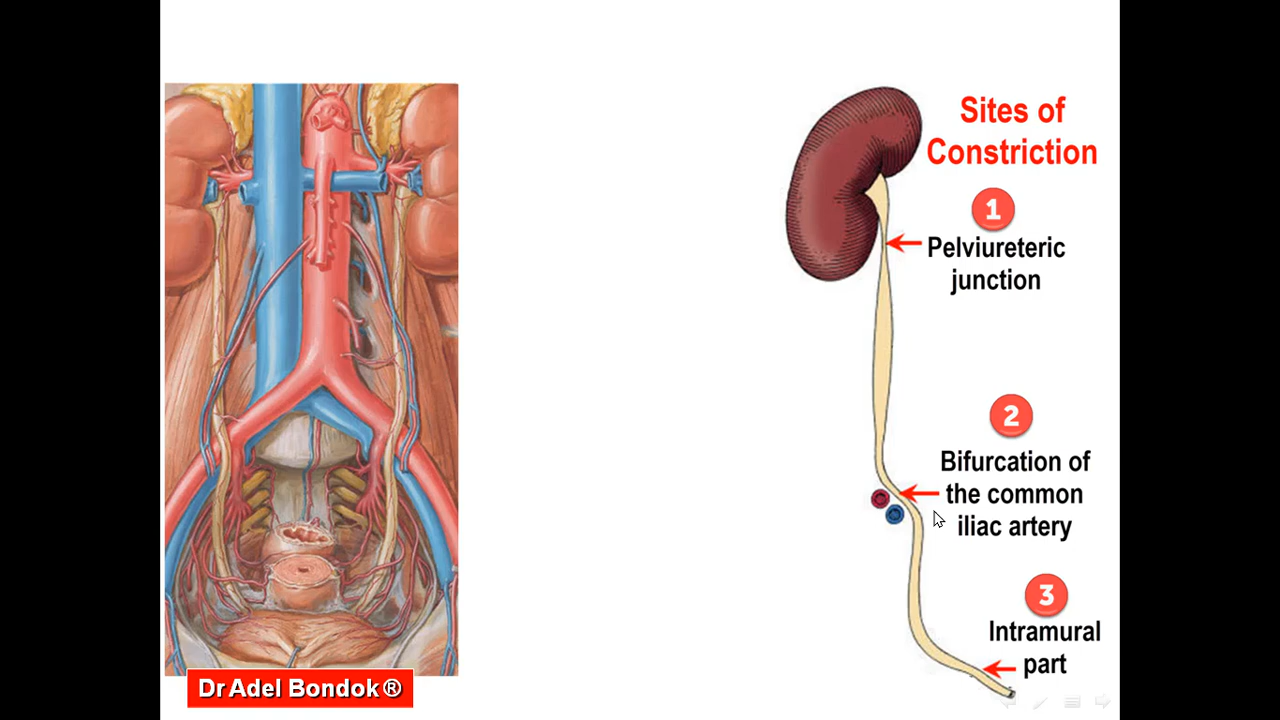 Sites of
Constriction
1
Pelviureteric
junction
2
Bifurcation of
the common
iliac artery
3
Intramural
part
Dr Adel Bondok ®